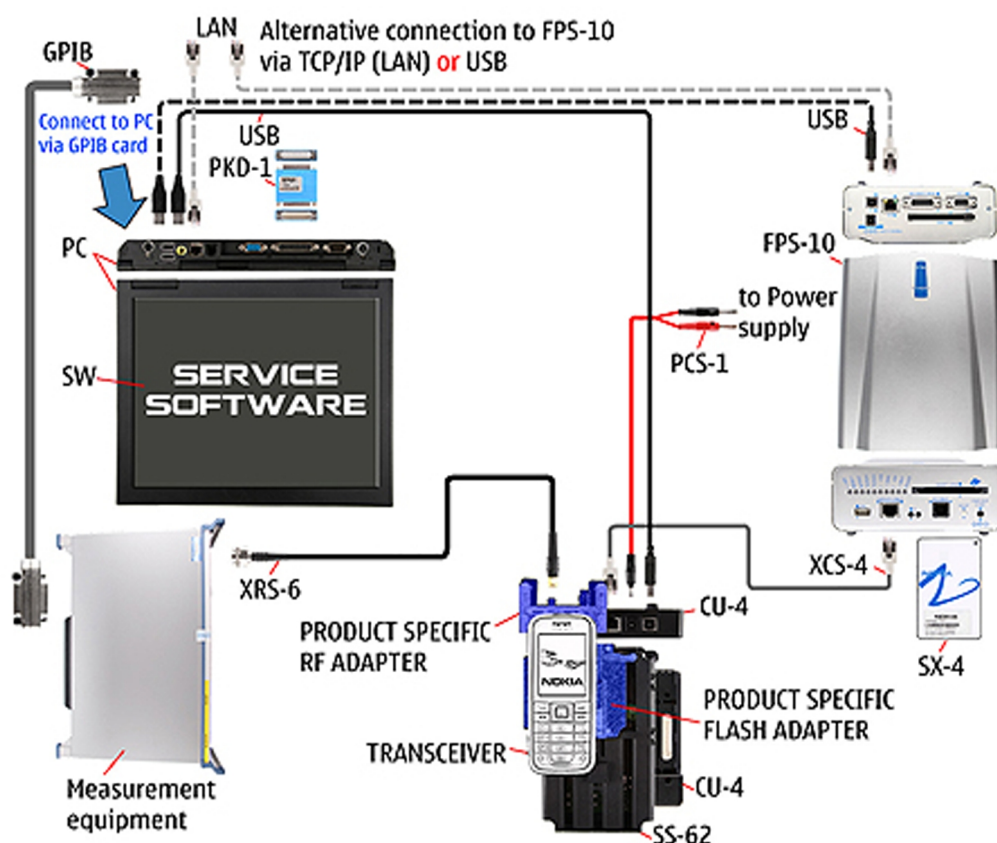 LAN
Alternative connection to FPS-10
via TCP/IP (LAN) or USB
GPIB
Connect to PC
via GPIB card
USB
PKD-1
USB
PC
FPS-10
to Power
supply
PCS-1
SW
SERVICE
SOFTWARE
XRS-6
XCS-4
CU-4
SX-4
PRODUCT SPECIFIC
RF ADAPTER
NOKIA
PRODUCT SPECIFIC
FLASH ADAPTER
TRANSCEIVER
CU-4
Measurement
equipment
SS-62